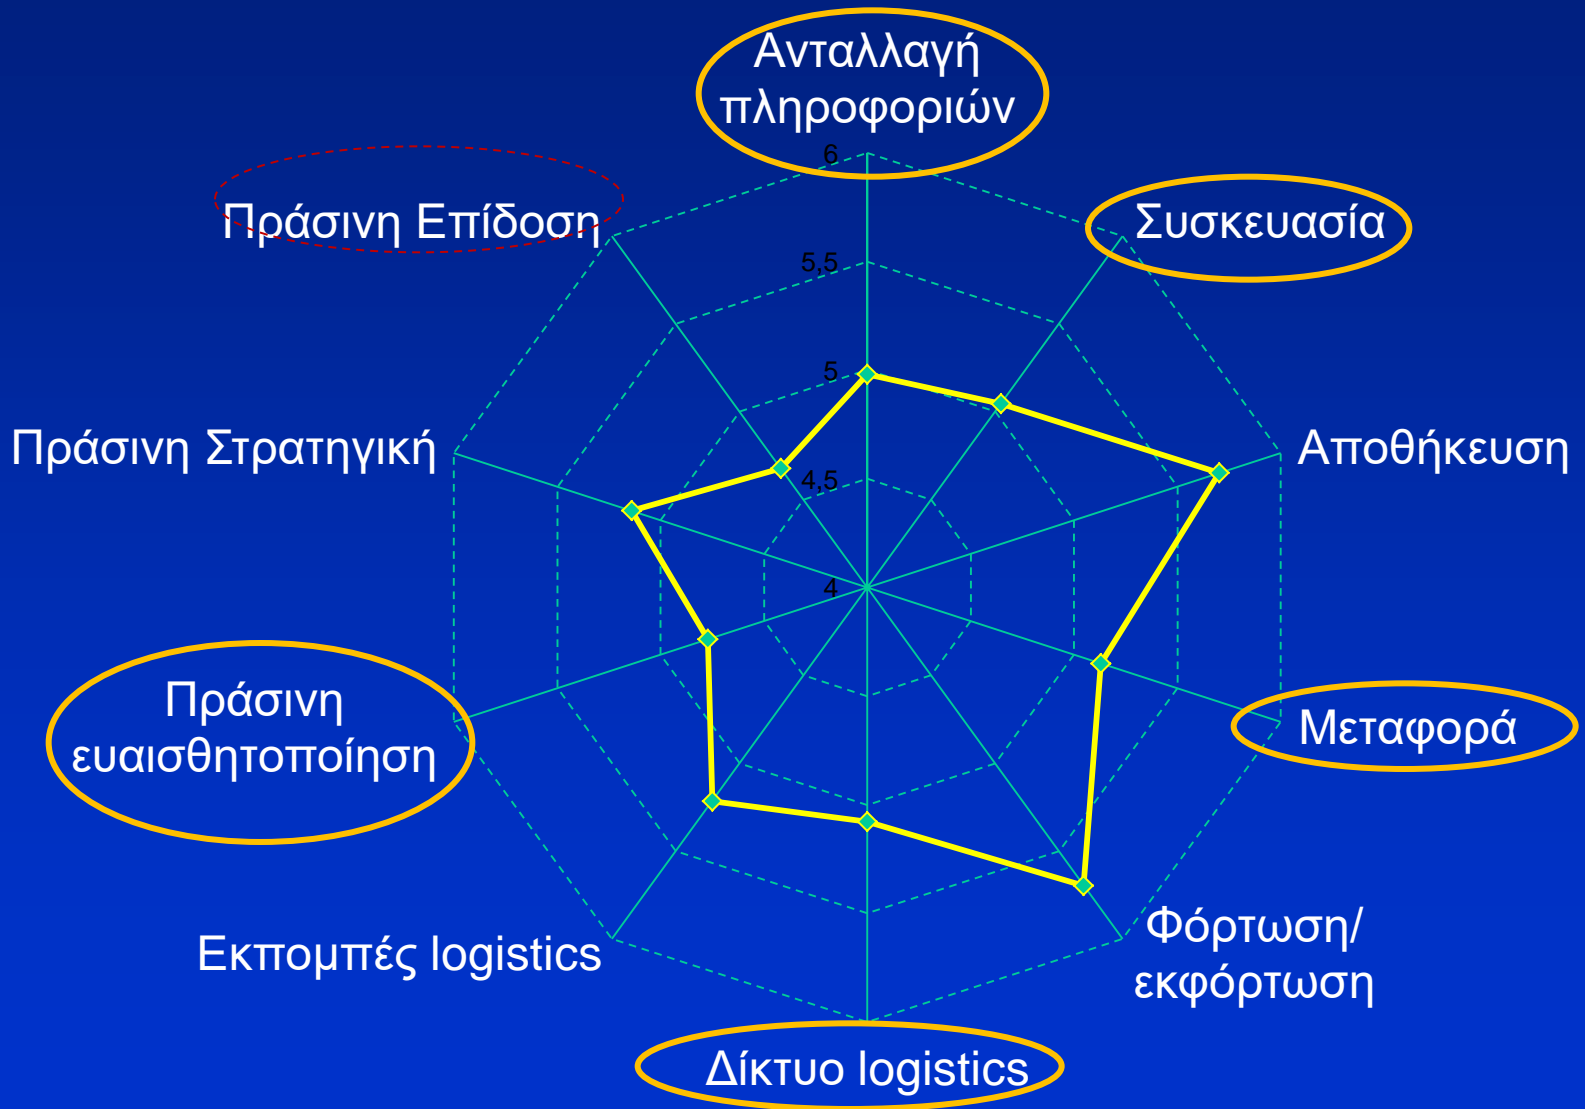 Ανταλλαγή
πληροφοριών
6
Πράσινη Επίδοση
Συσκευασία
5,5
5
Πράσινη Στρατηγική
Αποθήκευση
4,5
4
Πράσινη
ευαισθητοποίηση
Μεταφορά
Εκπομπές logistics
Φόρτωση/
εκφόρτωση
Δίκτυο logistics